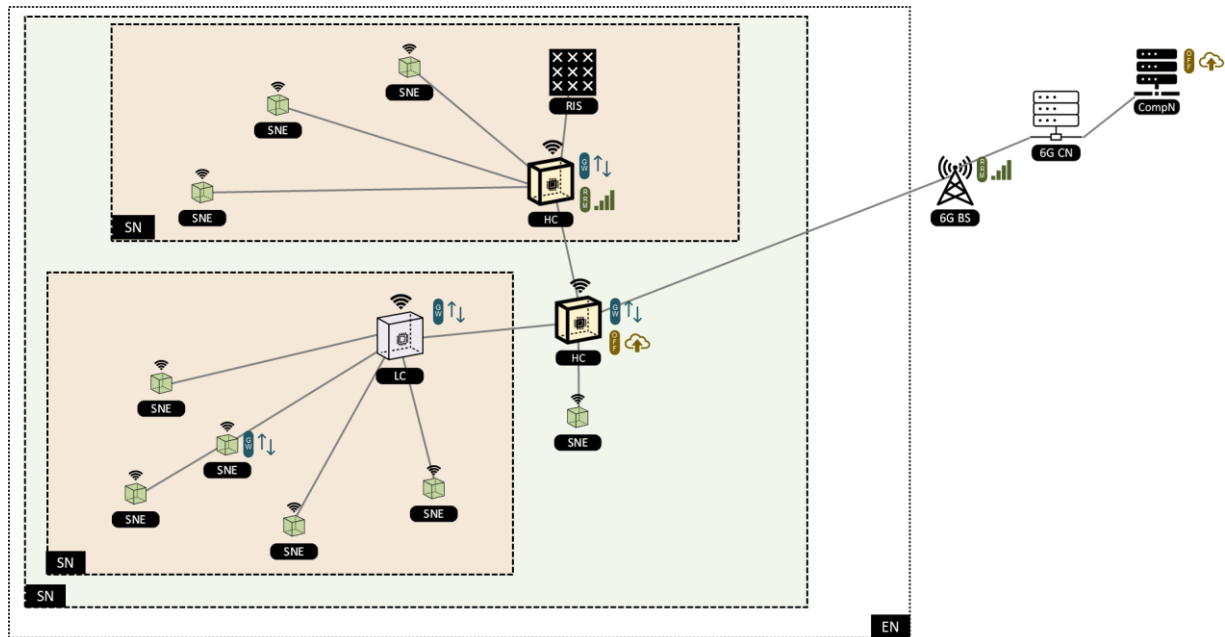 SNE
RIS
OFF
CompN
SNE
6G CN
GW
RRM
SNE
RRM
HC
6G BS
SN
GW
GW
OFF
HC
LC
SNE
GW
SNE
SNE
SNE
SNE
SNE
SN
SN
EN